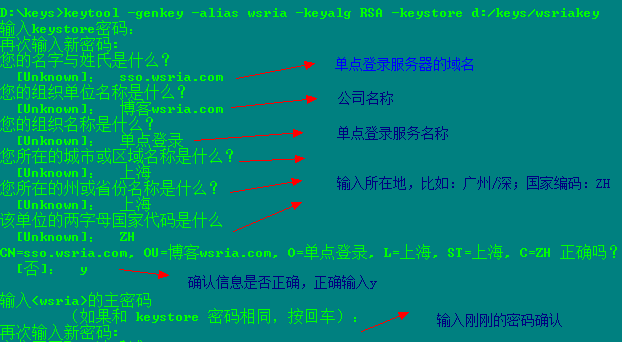 D:\keys>keytool -genkey -alias wsria -keyalg RSA -keystore d:/keys/wsriakey
输入keystore密码:
再次输入新密码:
您的名字与姓氏是什么?
[Unknown]: sso.wsria.com
单点登录服务器的域名
您的组织单位名称是什么?
[Unknown]: 博客wsria.com
公司名称
您的组织名称是什么?
[Unknown]: 单点登录
单点登录服务名称
您所在的城市或区域名称是什么?
[Unknown]: 上海
您所在的州或省份名称是什么?
[Unknown]: 上海
输入所在地,比如:广州/深;国家编码:ZH
该单位的两字母国家代码是什么
[Unknown]: ZH
CN=sso.wsria.com, OU=博客wsria.com, O=单点登录, L=上海, ST=上海, C=ZH 正确吗?
[否]: y
确认信息是否正确,正确输入y
输入<wsria>的主密码
(如果和 keystore 密码相同,按回车):
再次输入新密码:
输入刚刚的密码确认